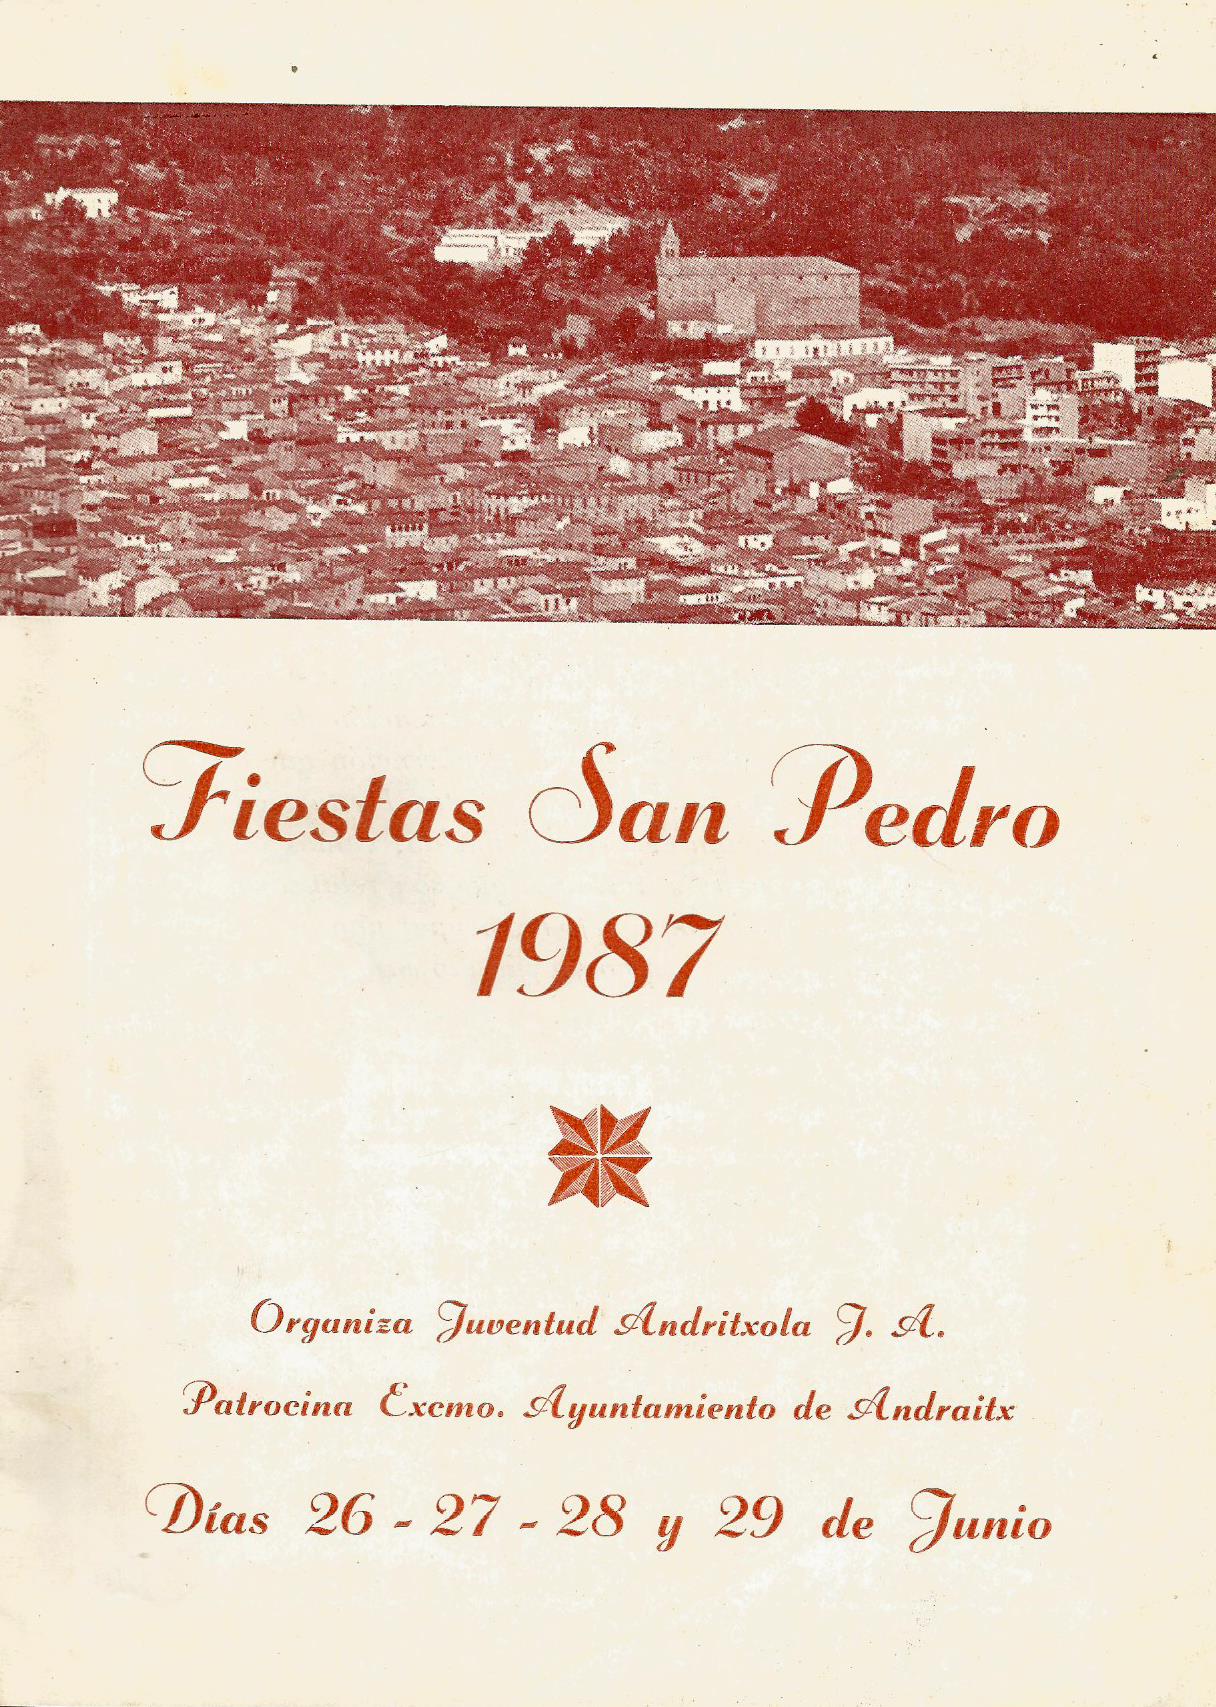 Fiestas San Pedro
1987
Organiza Juventud Andritxola J. A.
Patrocina Excmo. Ayuntamiento de Andraitx
Días 26 - 27 - 28 y 29 de Junio